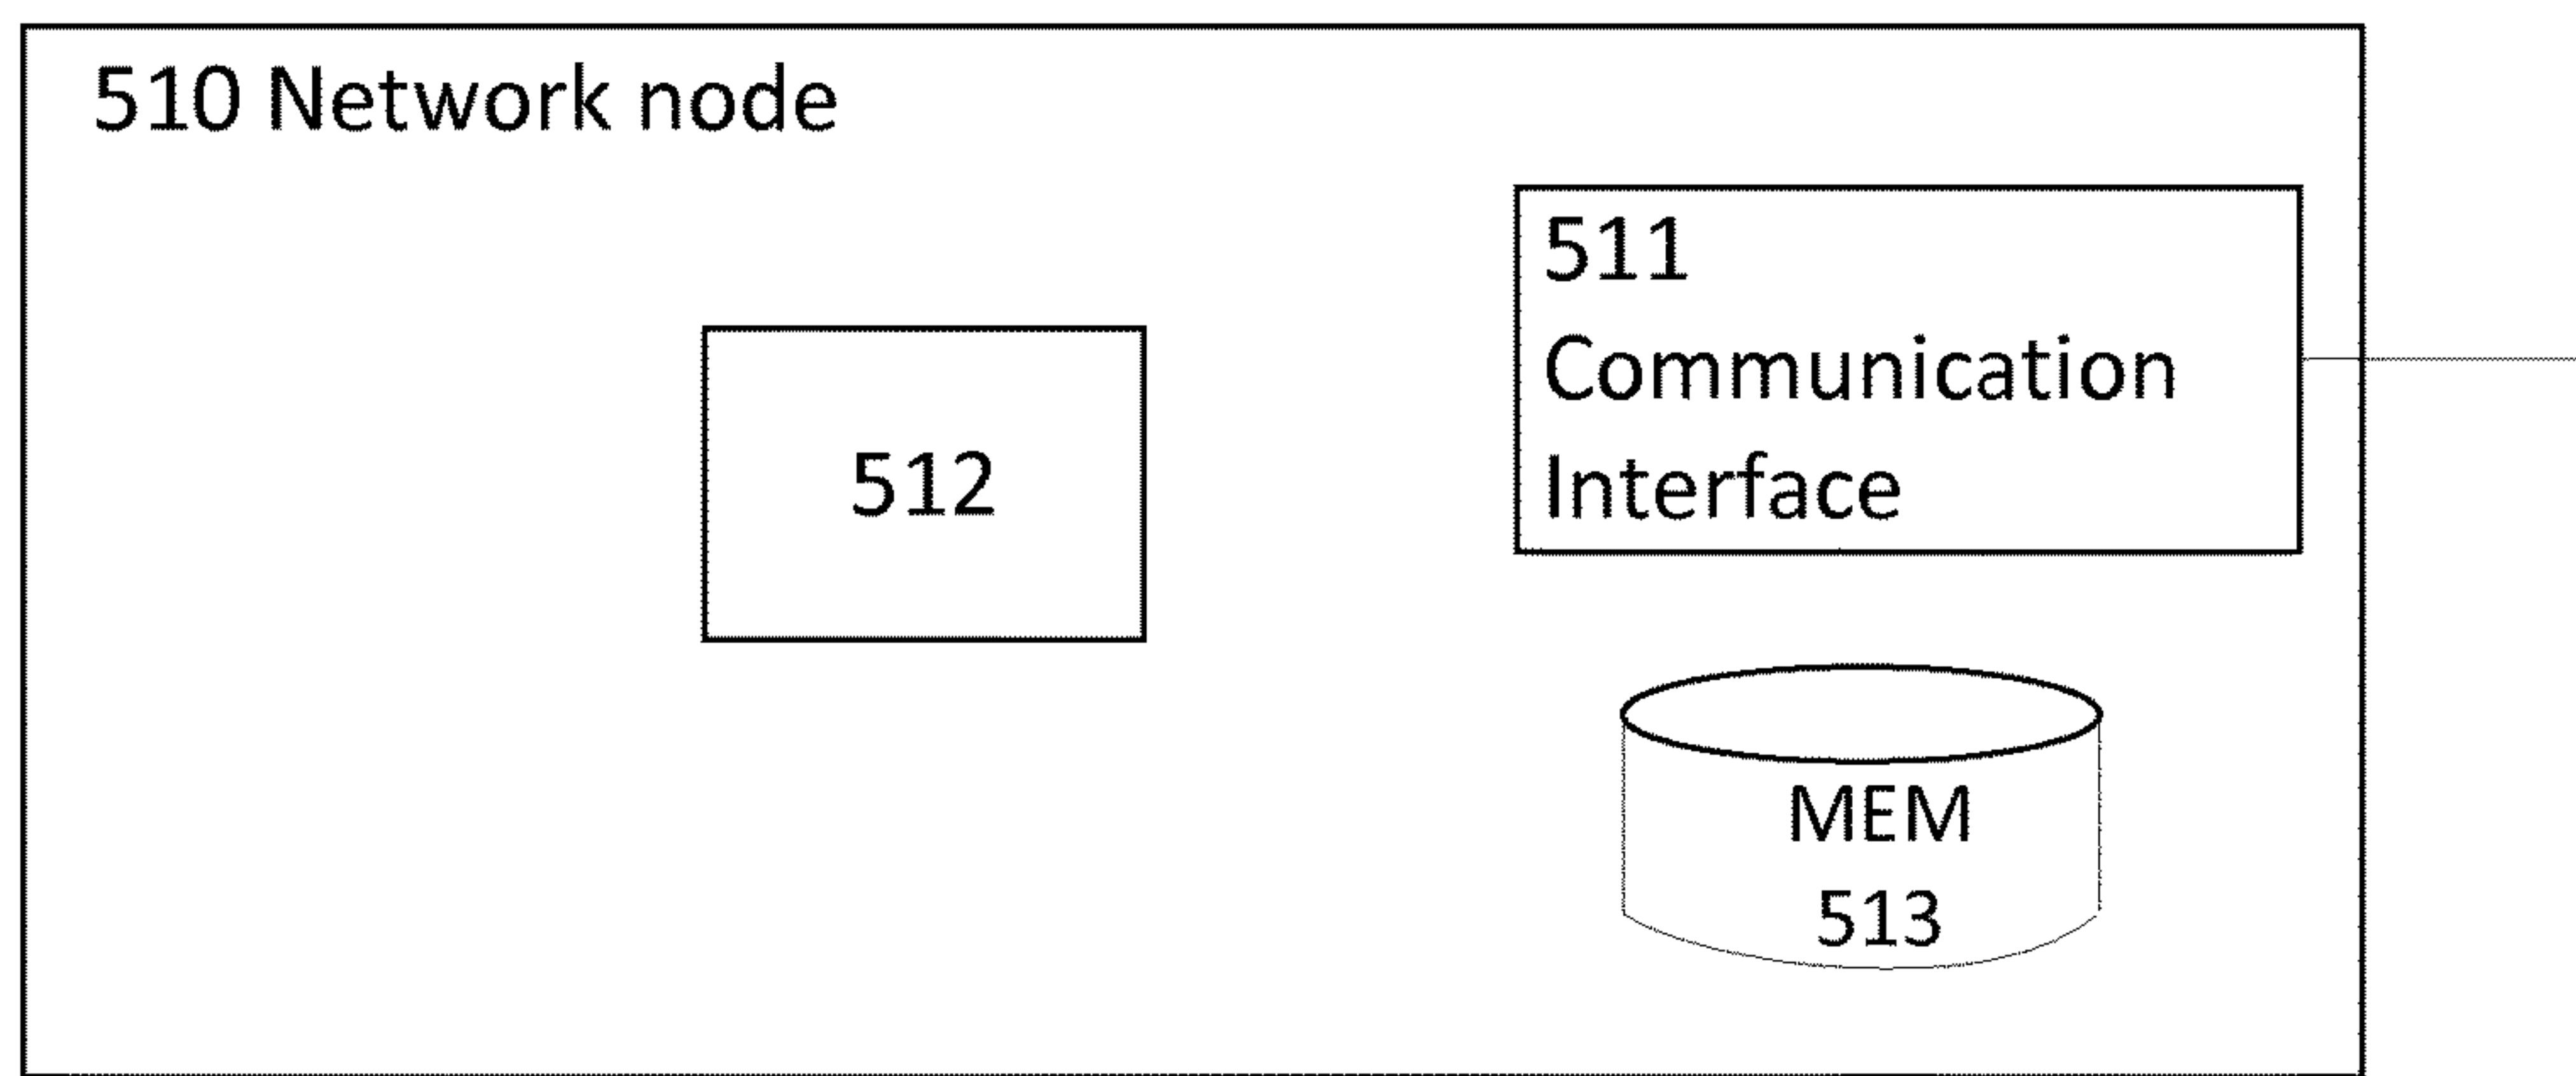 510 Network node
511
Communication
Interface
512
MEM
513